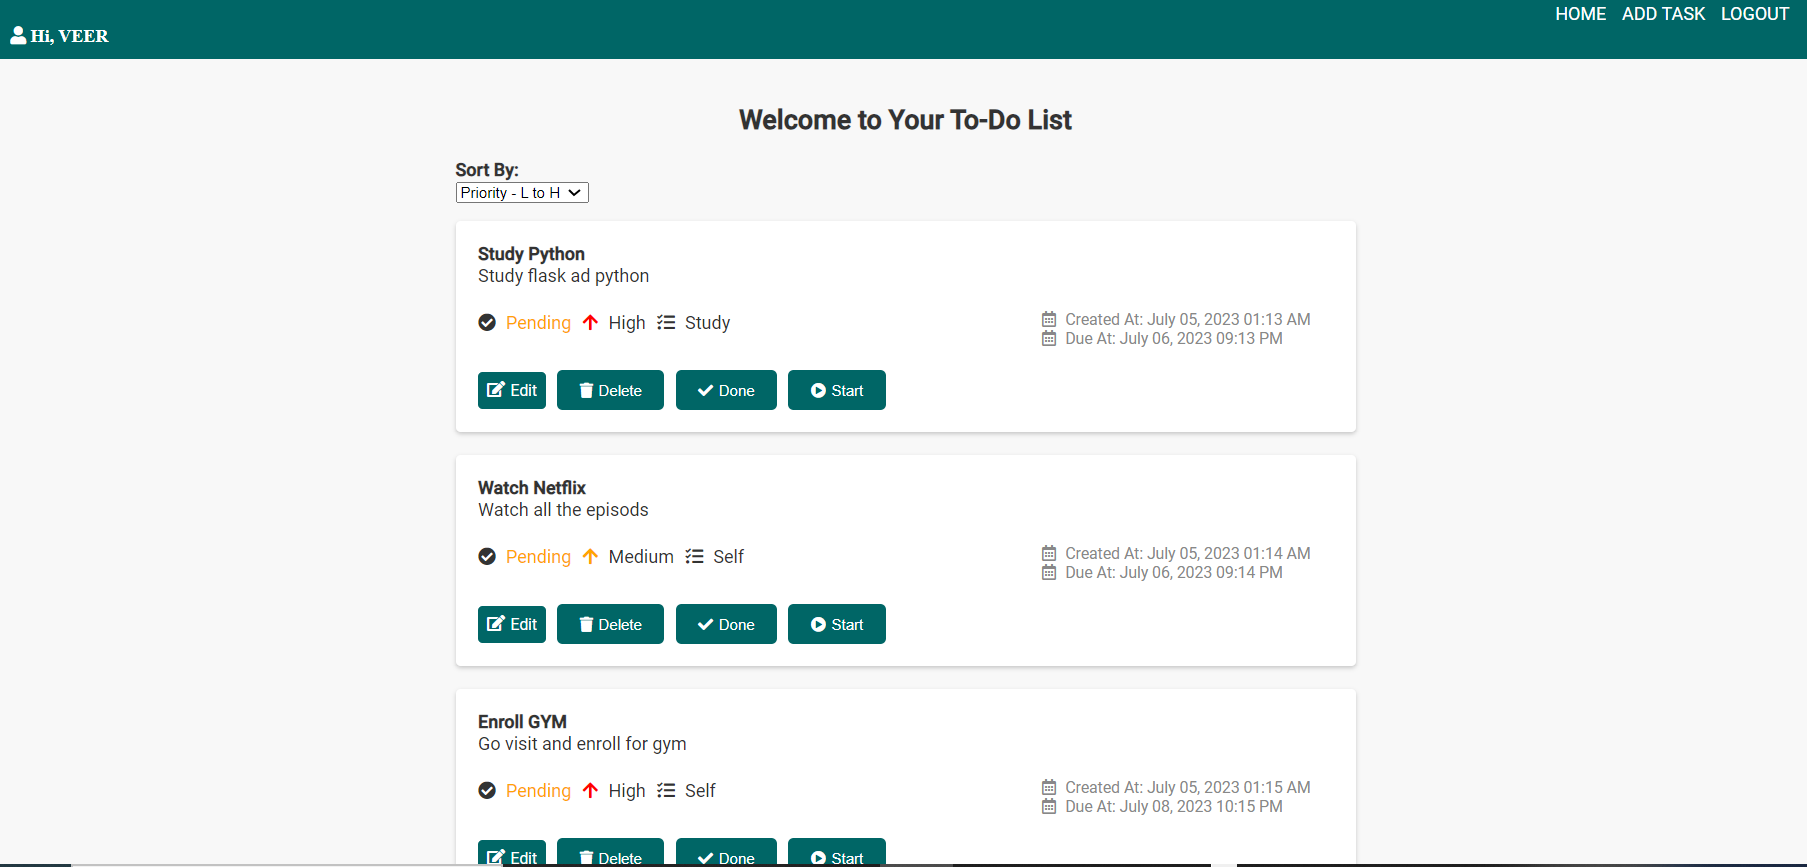 HOME ADD TASK LOGOUT
Hi, VEER
Welcome to Your To-Do List
Sort By:
Priority - L to H
Study Python
Study flask ad python
Pending High Study
Created At: July 05, 2023 01:13 AM
Due At: July 06, 2023 09:13 PM
Edit Delete Done Start
Watch Netflix
Watch all the episods
Pending Medium Self
Created At: July 05, 2023 01:14 AM
Due At: July 06, 2023 09:14 PM
Edit Delete Done Start
Enroll GYM
Go visit and enroll for gym
Pending High Self
Created At: July 05, 2023 01:15 AM
Due At: July 08, 2023 10:15 PM
Edit Delete Done Start